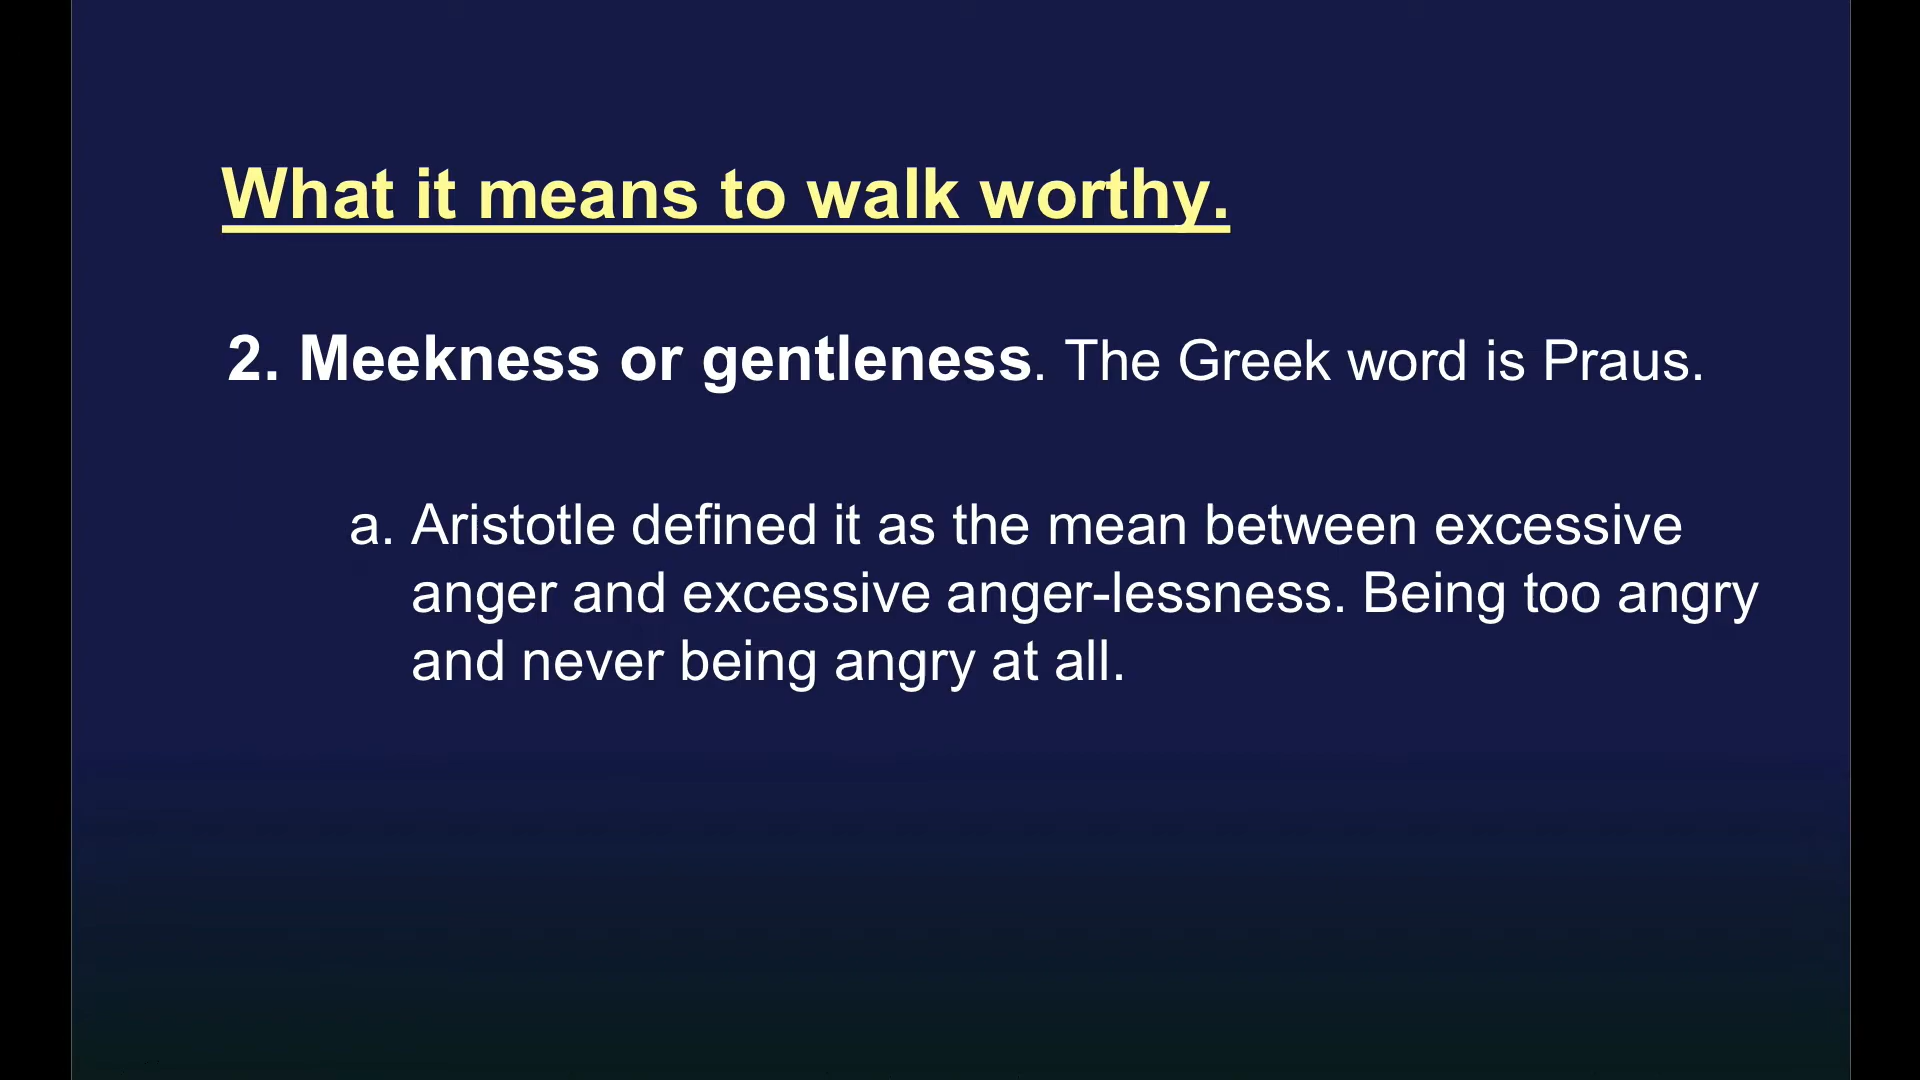 What it means to walk worthy.
2. Meekness or gentleness. The Greek word is Praus.
a. Aristotle defined it as the mean between excessive
anger and excessive anger-lessness. Being too angry
and never being angry at all.